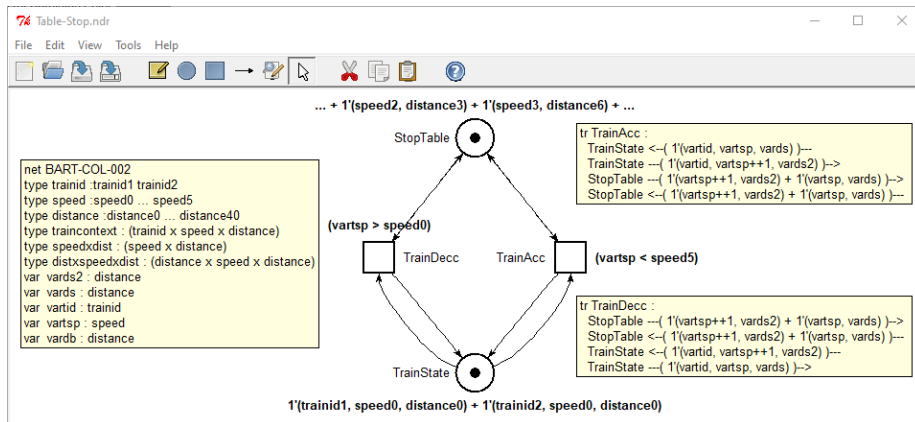 Table-Stop.ndr
File Edit View Tools Help
... + 1'(speed2, distance3) + 1'(speed3, distance6) + ...
StopTable
tr TrainAcc :
TrainState <--( 1'(vartid, vartsp, vards) )---
TrainState ---( 1'(vartid, vartsp++1, vards2) )-->
StopTable ---( 1'(vartsp++1, vards2) + 1'(vartsp, vards) )-->
StopTable <--( 1'(vartsp++1, vards2) + 1'(vartsp, vards) )---
net BART-COL-002
type trainid :trainid1 trainid2
type speed :speed0 ... speed5
type distance :distance0 ... distance40
type traincontext : (trainid x speed x distance)
type speedxdist : (speed x distance)
type distxspeedxdist : (distance x speed x distance)
var vards2 : distance
var vards : distance
var vartid : trainid
var vartsp : speed
var vardb : distance
(vartsp > speed0)
TrainDecc
TrainAcc
(vartsp < speed5)
tr TrainDecc :
StopTable ---( 1'(vartsp++1, vards2) + 1'(vartsp, vards) )-->
StopTable <--( 1'(vartsp++1, vards2) + 1'(vartsp, vards) )---
TrainState <--( 1'(vartid, vartsp++1, vards2) )---
TrainState ---( 1'(vartid, vartsp, vards) )-->
TrainState
1'(trainid1, speed0, distance0) + 1'(trainid2, speed0, distance0)